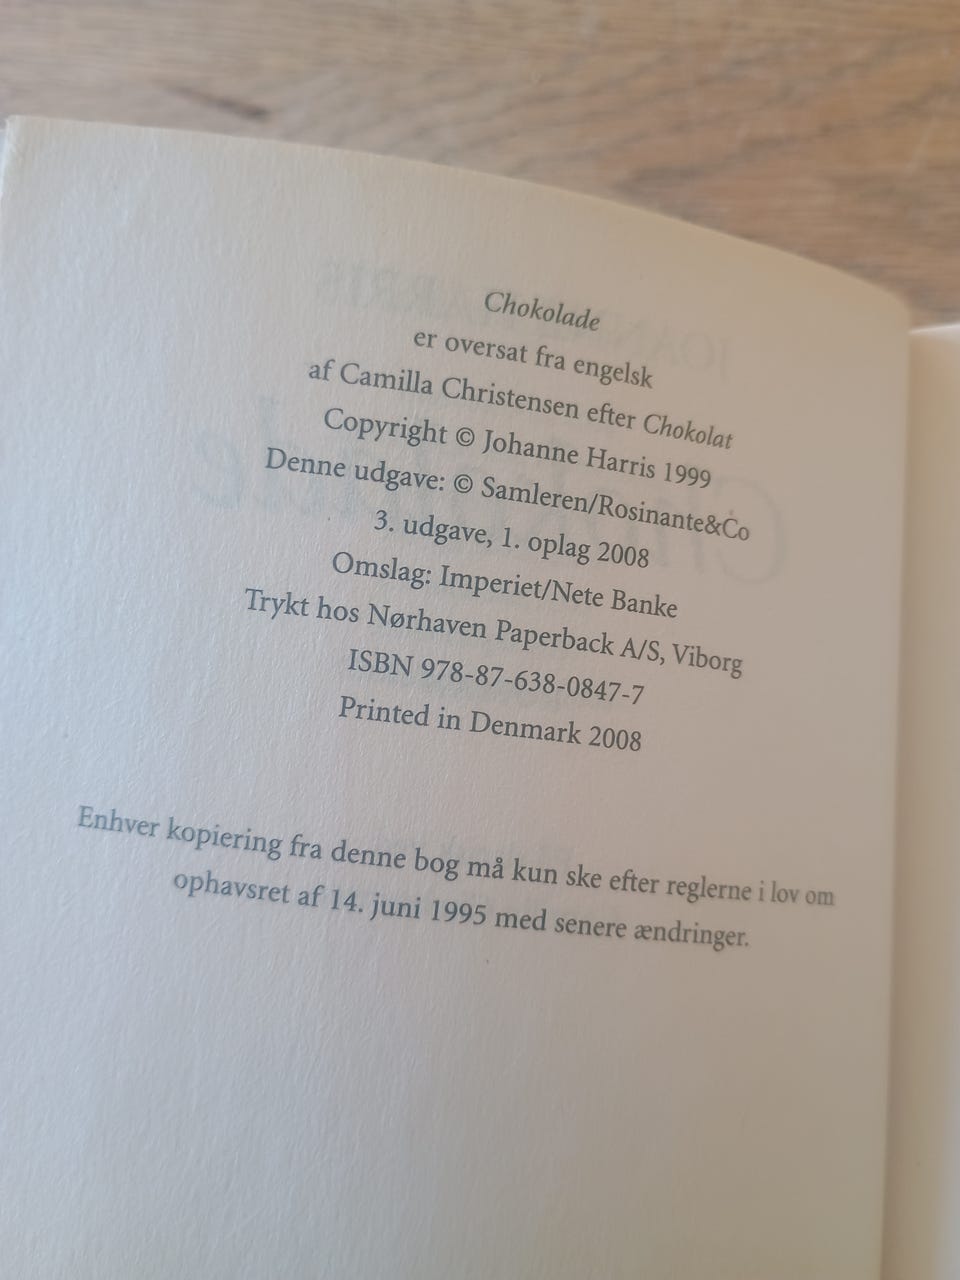 Chokolade
er oversat fra engelsk
af Camilla Christensen efter Chokolat
Copyright © Johanne Harris 1999
Denne udgave: © Samleren/Rosinante&Co
3. udgave, 1. oplag 2008
Omslag: Imperiet/Nete Banke
Trykt hos Nørhaven Paperback A/S, Viborg
ISBN 978-87-638-0847-7
Printed in Denmark 2008
Enhver kopiering fra denne bog må kun ske efter reglerne i lov om
ophavsret af 14. juni 1995 med senere ændringer.